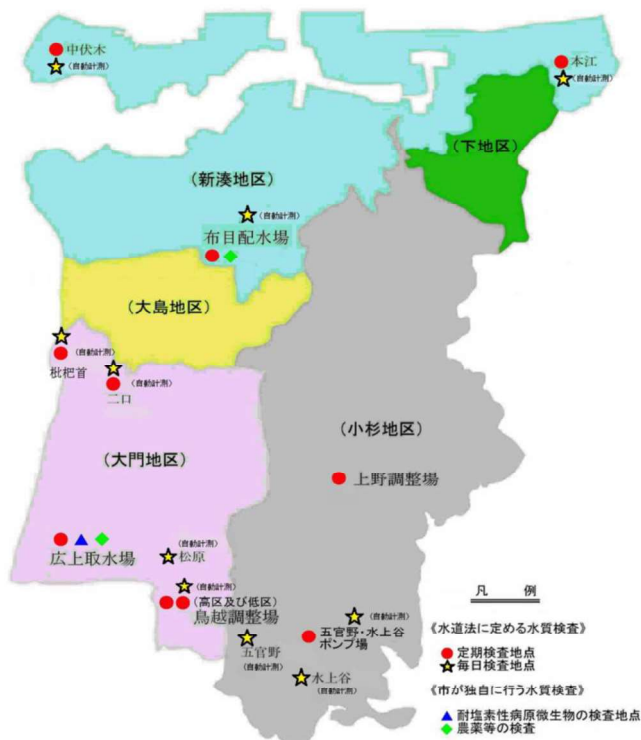 中伏木
(自動計測)
本江
(自動計測)
(下地区)
(新湊地区)
(自動計測)
布目配水場
(大島地区)
(自動計測)
枇杷首
(自動計測)
二口
(小杉地区)
(大門地区)
上野調整場
広上取水場
(自動計測)
松原
(自動計測)
(高区及び低区)
鳥越調整場
(自動計測)
五官野・水上谷
ポンプ場
五官野
(自動計測)
水上谷
(自動計測)
凡 例
《水道法に定める水質検査》
定期検査地点
毎日検査地点
《市が独自に行う水質検査》
耐塩素性病原微生物の検査地点
農薬等の検査